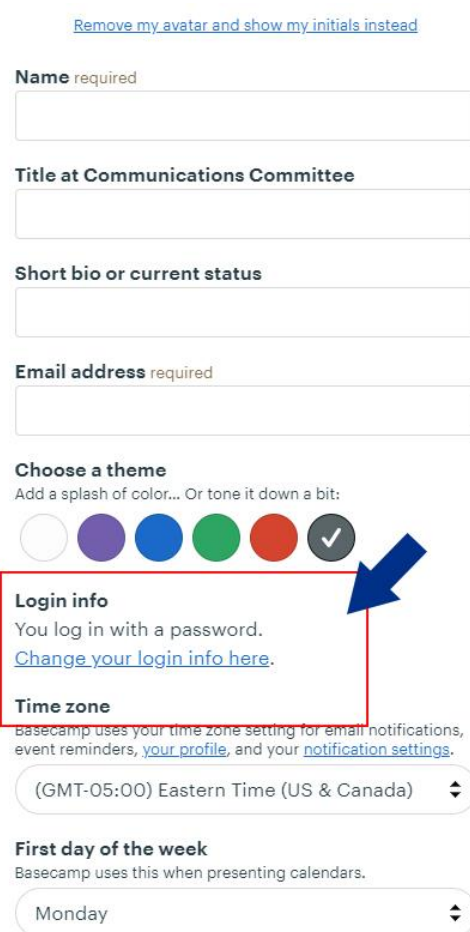 Remove my avatar and show my initials instead
Name required
Title at Communications Committee
Short bio or current status
Email address required
Choose a theme
Add a splash of color... Or tone it down a bit:
Login info
You log in with a password.
Change your login info here.
Time zone
Basecamp uses your time zone setting for email notifications,
event reminders, your profile, and your notification settings.
(GMT-05:00) Eastern Time (US & Canada)
First day of the week
Basecamp uses this when presenting calendars.
Monday